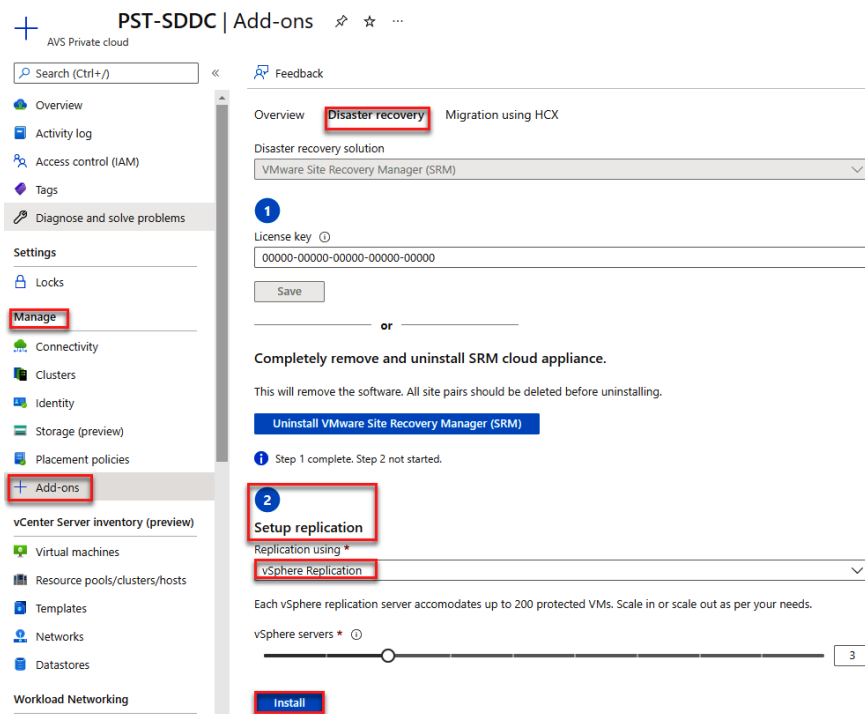 PST-SDDC | Add-ons
AVS Private cloud
Search (Ctrl+/)
Overview
Activity log
Access control (IAM)
Tags
Diagnose and solve problems
Settings
Locks
Manage
Connectivity
Clusters
Identity
Storage (preview)
Placement policies
Add-ons
vCenter Server inventory (preview)
Virtual machines
Resource pools/clusters/hosts
Templates
Networks
Datastores
Workload Networking
Feedback
Overview Disaster recovery Migration using HCX
Disaster recovery solution
VMware Site Recovery Manager (SRM)
1
License key
00000-00000-00000-00000-00000
Save
or
Completely remove and uninstall SRM cloud appliance.
This will remove the software. All site pairs should be deleted before uninstalling.
Uninstall VMware Site Recovery Manager (SRM)
Step 1 complete. Step 2 not started.
2
Setup replication
Replication using *
vSphere Replication
Each vSphere replication server accomodates up to 200 protected VMs. Scale in or scale out as per your needs.
vSphere servers *
3
Install